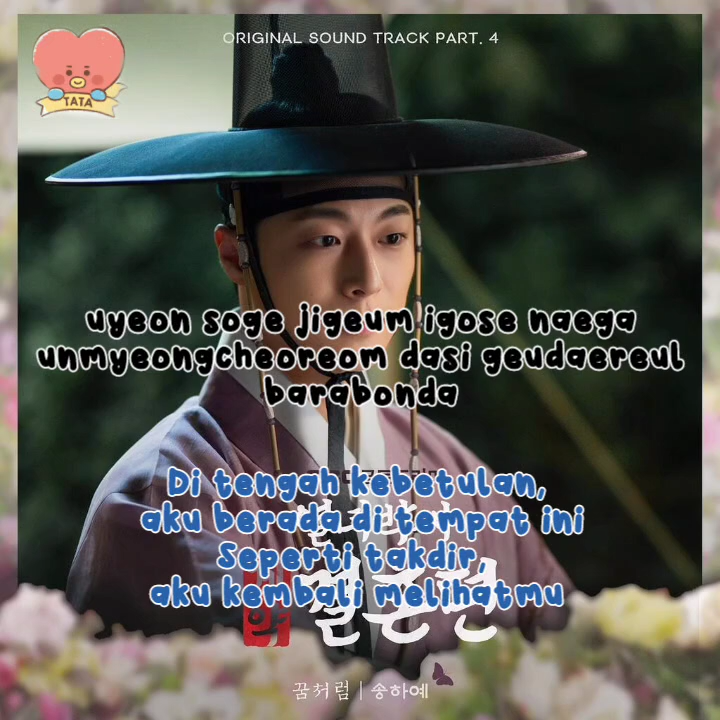 ORIGINAL SOUND TRACK PART. 4
TATA
uyeon soge jigeum igose naega
unmyeongcheoreom dasi geudaereul
barabonda
Di tengah kebetulan,
aku berada di tempat ini
Seperti takdir,
aku kembali melihatmu
꿈처럼 | 송하예